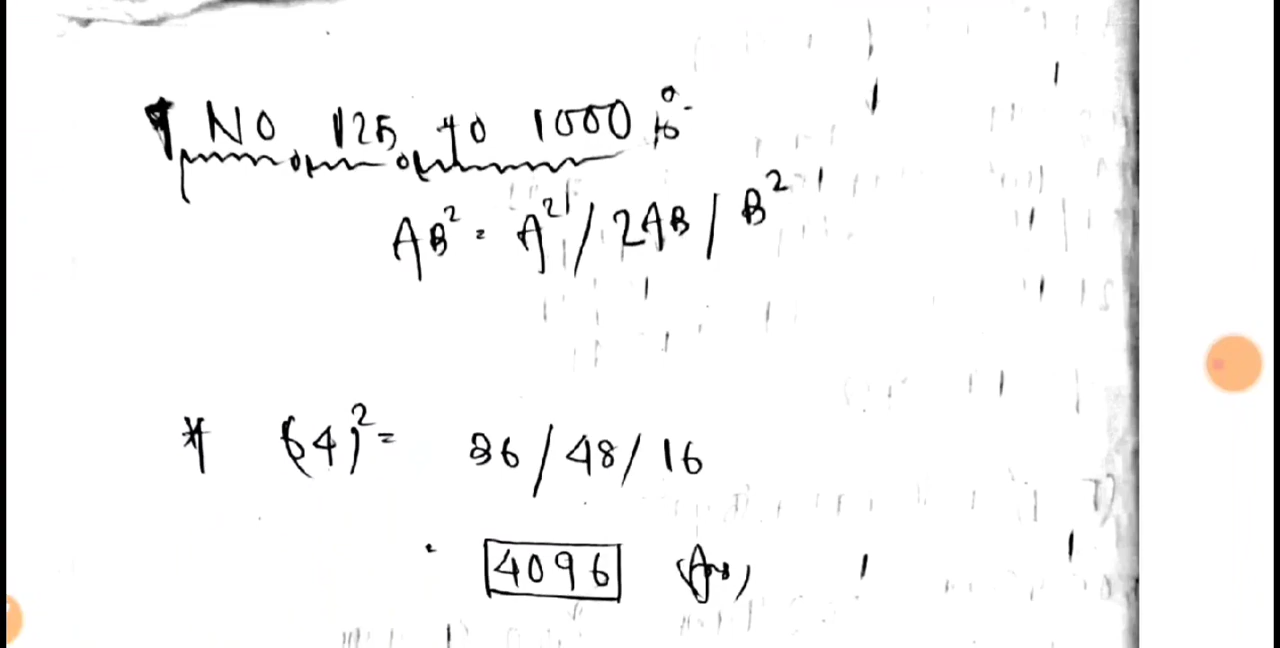 NO 125 to 1000 :-
AB² = A² / 2AB / B²
* (64)² = 36 / 48 / 16
= 4096 (Ans)